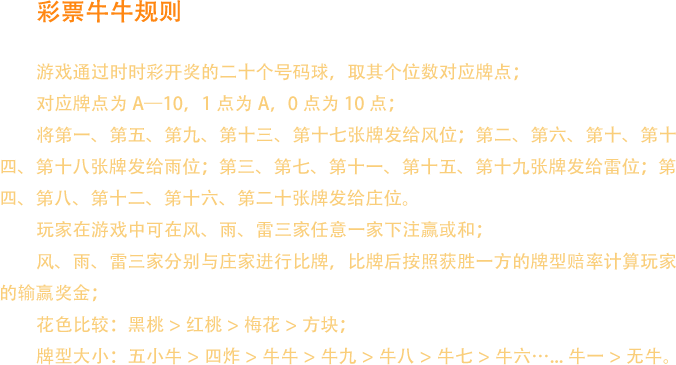 彩票牛牛规则
游戏通过时时彩开奖的二十个号码球，取其个位数对应牌点；
对应牌点为 A—10，1 点为 A，0 点为 10 点；
将第一、第五、第九、第十三、第十七张牌发给风位；第二、第六、第十、第十
四、第十八张牌发给雨位；第三、第七、第十一、第十五、第十九张牌发给雷位；第
四、第八、第十二、第十六、第二十张牌发给庄位。
玩家在游戏中可在风、雨、雷三家任意一家下注赢或和；
风、雨、雷三家分别与庄家进行比牌，比牌后按照获胜一方的牌型赔率计算玩家
的输赢奖金；
花色比较：黑桃 > 红桃 > 梅花 > 方块；
牌型大小：五小牛 > 四炸 > 牛牛 > 牛九 > 牛八 > 牛七 > 牛六…... 牛一 > 无牛。